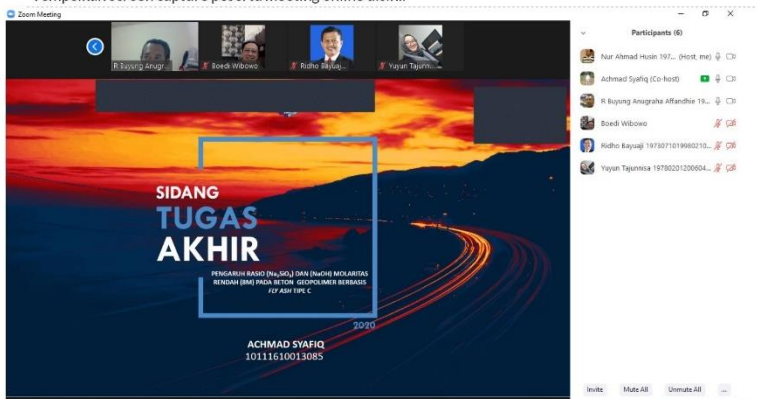 Zoom Meeting
R Buyung Anugr...
Boedi Wibowo
Ridho Bayuaj...
Yuyun Tajunn...
SIDANG
TUGAS
AKHIR
PENGARUH RASIO (Na₂SiO₃) DAN (NaOH) MOLARITAS
RENDAH (8M) PADA BETON GEOPOLIMER BERBASIS
FLY ASH TIPE C
2020
ACHMAD SYAFIQ
10111610013085
Participants (6)
Nur Ahmad Husin 197... (Host, me)
Achmad Syafiq (Co-host)
R Buyung Anugraha Affandhie 19...
Boedi Wibowo
Ridho Bayuaji 1973071019980210...
Yuyun Tajunnisa 19780201200604...
Invite Mute All Unmute All ...